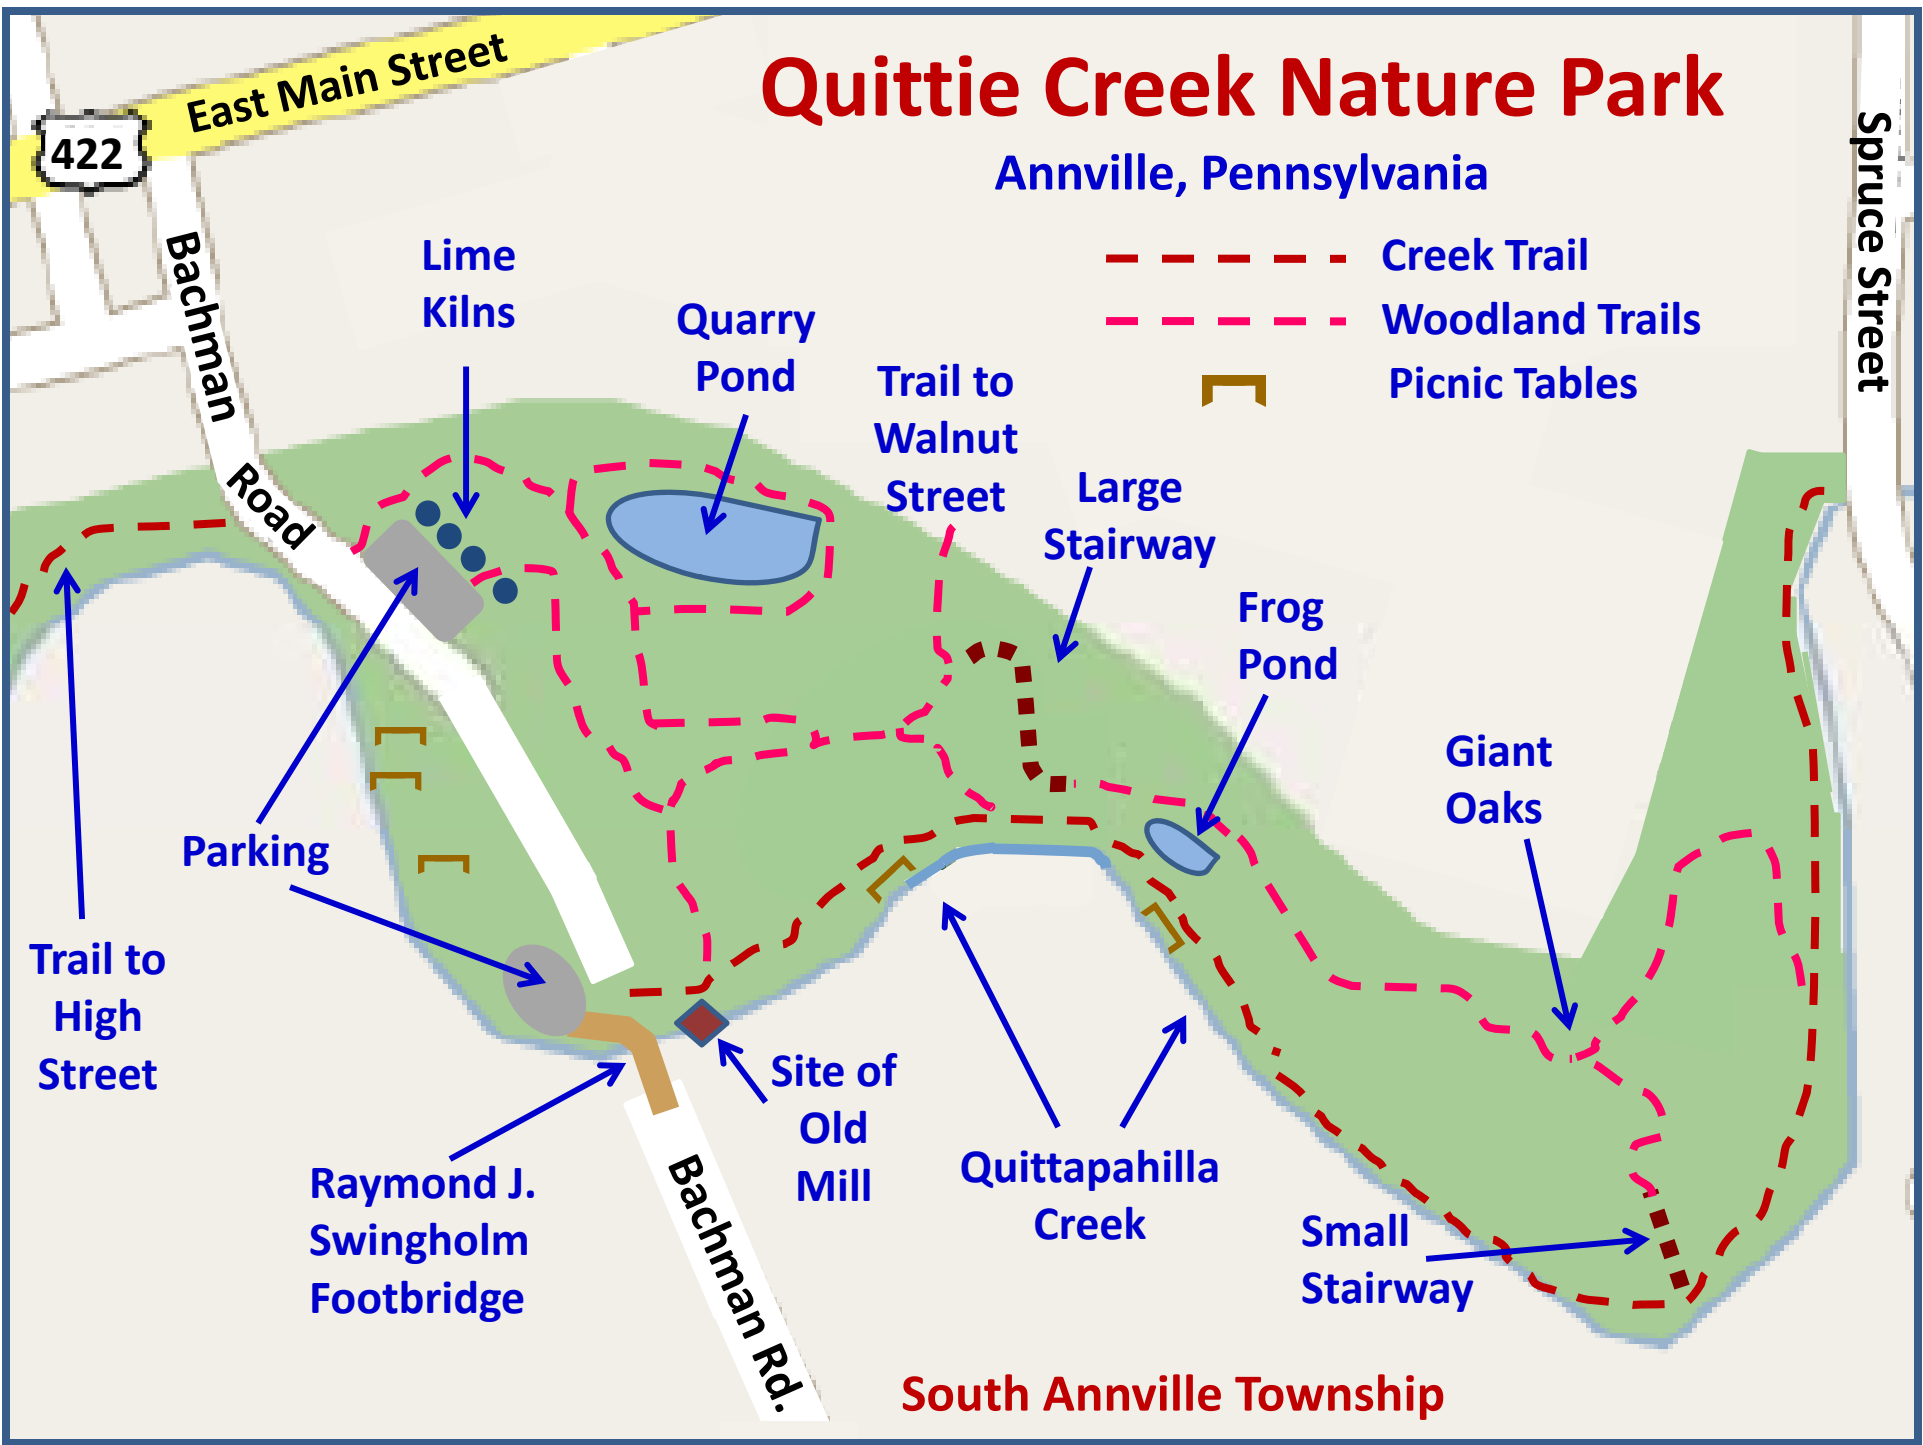 East Main Street
422
Quittie Creek Nature Park
Annville, Pennsylvania
Creek Trail
Woodland Trails
Picnic Tables
Spruce Street
Bachman
Road
Lime
Kilns
Quarry
Pond
Trail to
Walnut
Street
Large
Stairway
Frog
Pond
Giant
Oaks
Parking
Trail to
High
Street
Site of
Old
Mill
Raymond J.
Swingholm
Footbridge
Quittapahilla
Creek
Small
Stairway
Bachman Rd.
South Annville Township